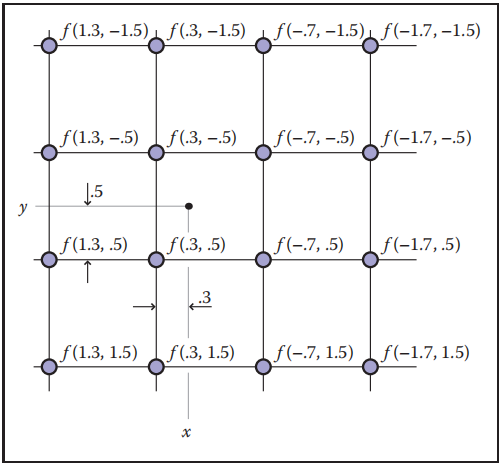 f(1.3, −1.5) f(.3, −1.5) f(−.7, −1.5) f(−1.7, −1.5)
f(1.3, −.5) f(.3, −.5) f(−.7, −.5) f(−1.7, −.5)
.5
y
f(1.3, .5) f(.3, .5) f(−.7, .5) f(−1.7, .5)
.3
f(1.3, 1.5) f(.3, 1.5) f(−.7, 1.5) f(−1.7, 1.5)
x